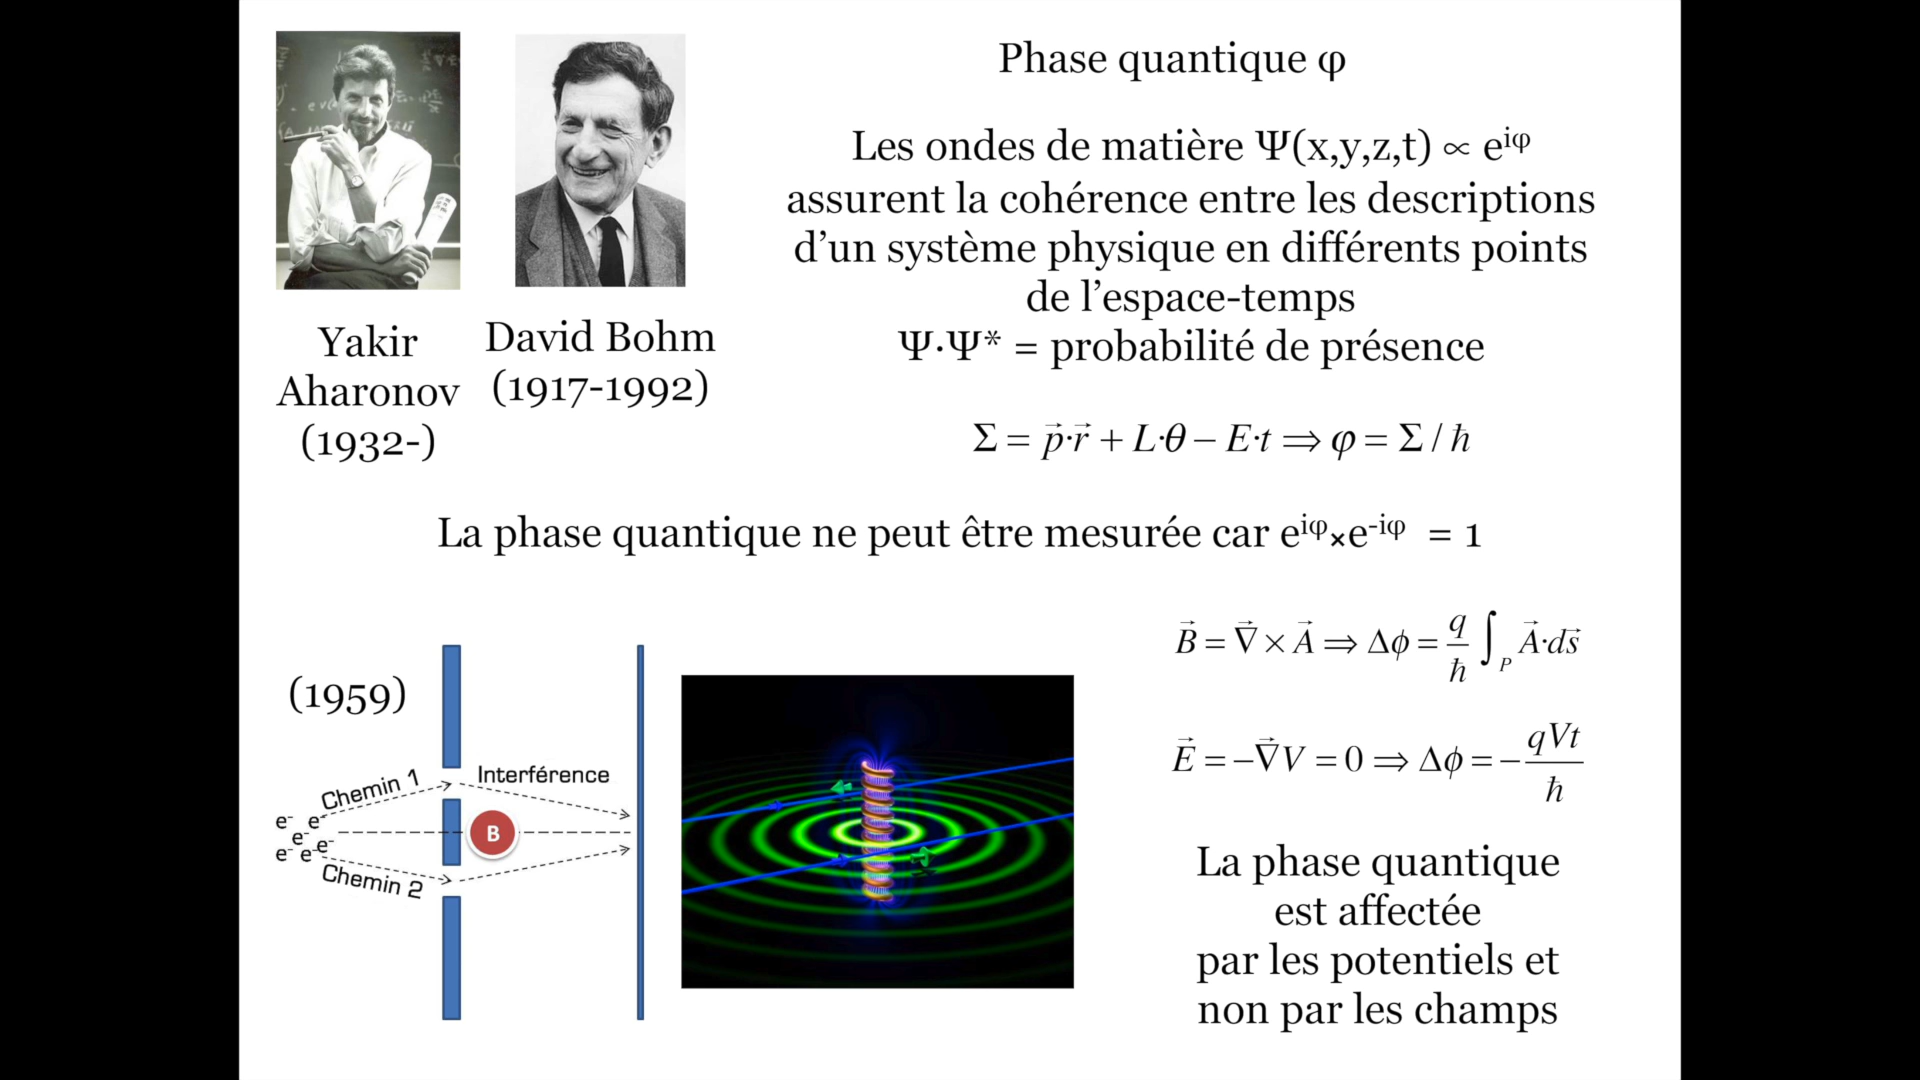 Phase quantique φ
Les ondes de matière Ψ(x,y,z,t) ∝ e^{iφ}
assurent la cohérence entre les descriptions
d’un système physique en différents points
de l’espace-temps
Ψ·Ψ* = probabilité de présence
Yakir
Aharonov
(1932-)
David Bohm
(1917-1992)
Σ = p⃗·r⃗ + L·θ − E·t ⇒ φ = Σ / ℏ
La phase quantique ne peut être mesurée car e^{iφ}×e^{-iφ} = 1
(1959)
Chemin 1
Interférence
e⁻ e⁻
e⁻ e⁻
e⁻ e⁻
B
Chemin 2
B⃗ = ∇⃗ × A⃗ ⇒ Δϕ = q/ℏ ∫_P A⃗·ds⃗
E⃗ = −∇⃗V = 0 ⇒ Δϕ = − qVt/ℏ
La phase quantique
est affectée
par les potentiels et
non par les champs